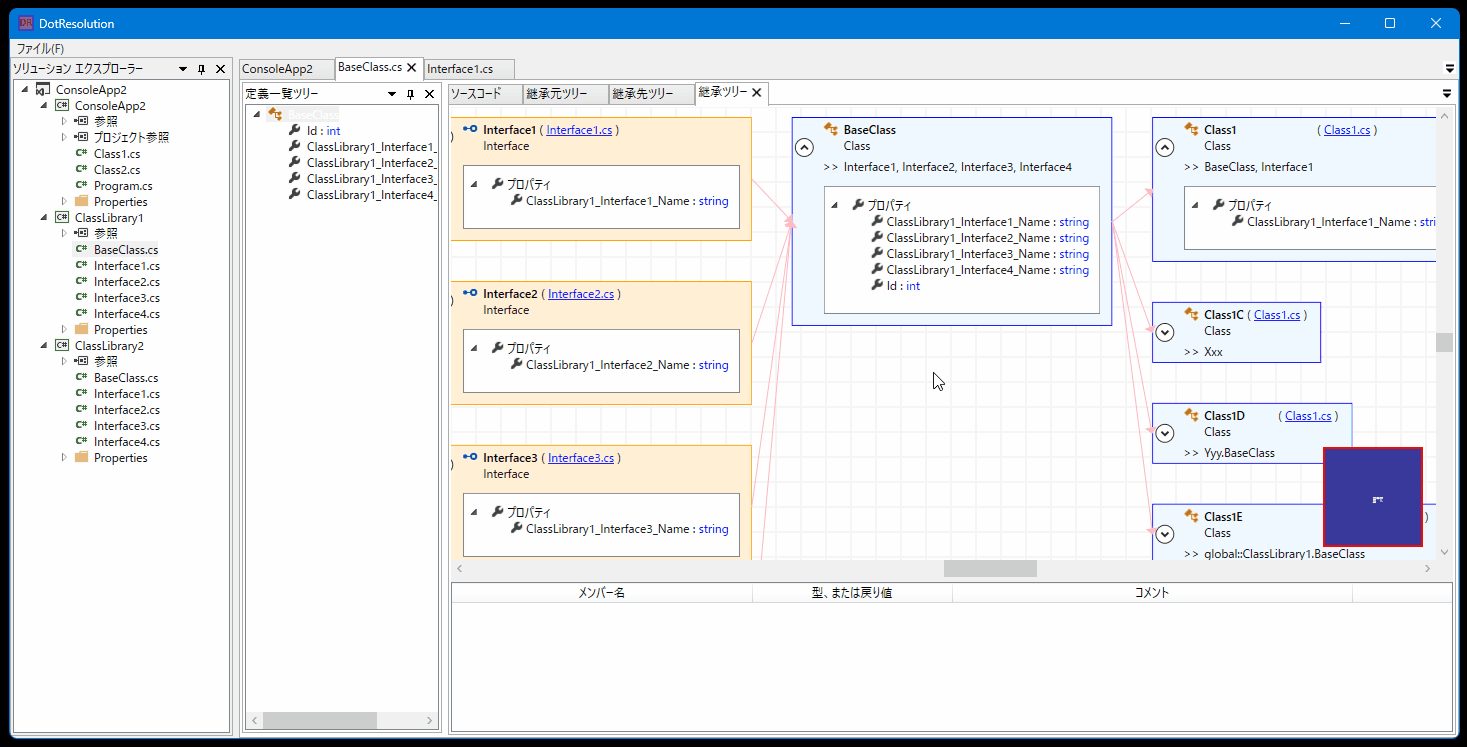 DotResolution
ファイル(F)
ソリューション エクスプローラー
ConsoleApp2
ConsoleApp2
参照
プロジェクト参照
Class1.cs
Class2.cs
Program.cs
Properties
ClassLibrary1
参照
BaseClass.cs
Interface1.cs
Interface2.cs
Interface3.cs
Interface4.cs
Properties
ClassLibrary2
参照
BaseClass.cs
Interface1.cs
Interface2.cs
Interface3.cs
Interface4.cs
Properties
ConsoleApp2 BaseClass.cs Interface1.cs
定義一覧ツリー
BaseClass
Id : int
ClassLibrary1_Interface1_
ClassLibrary1_Interface2_
ClassLibrary1_Interface3_
ClassLibrary1_Interface4_
ソースコード 継承元ツリー 継承先ツリー 継承ツリー
Interface1 ( Interface1.cs )
Interface
プロパティ
ClassLibrary1_Interface1_Name : string
Interface2 ( Interface2.cs )
Interface
プロパティ
ClassLibrary1_Interface2_Name : string
Interface3 ( Interface3.cs )
Interface
プロパティ
ClassLibrary1_Interface3_Name : string
BaseClass
Class
>> Interface1, Interface2, Interface3, Interface4
プロパティ
ClassLibrary1_Interface1_Name : string
ClassLibrary1_Interface2_Name : string
ClassLibrary1_Interface3_Name : string
ClassLibrary1_Interface4_Name : string
Id : int
Class1 ( Class1.cs )
Class
>> BaseClass, Interface1
プロパティ
ClassLibrary1_Interface1_Name : stri
Class1C ( Class1.cs )
Class
>> Xxx
Class1D ( Class1.cs )
Class
>> Yyy.BaseClass
Class1E )
Class
>> global::ClassLibrary1.BaseClass
メンバー名 型、または戻り値 コメント